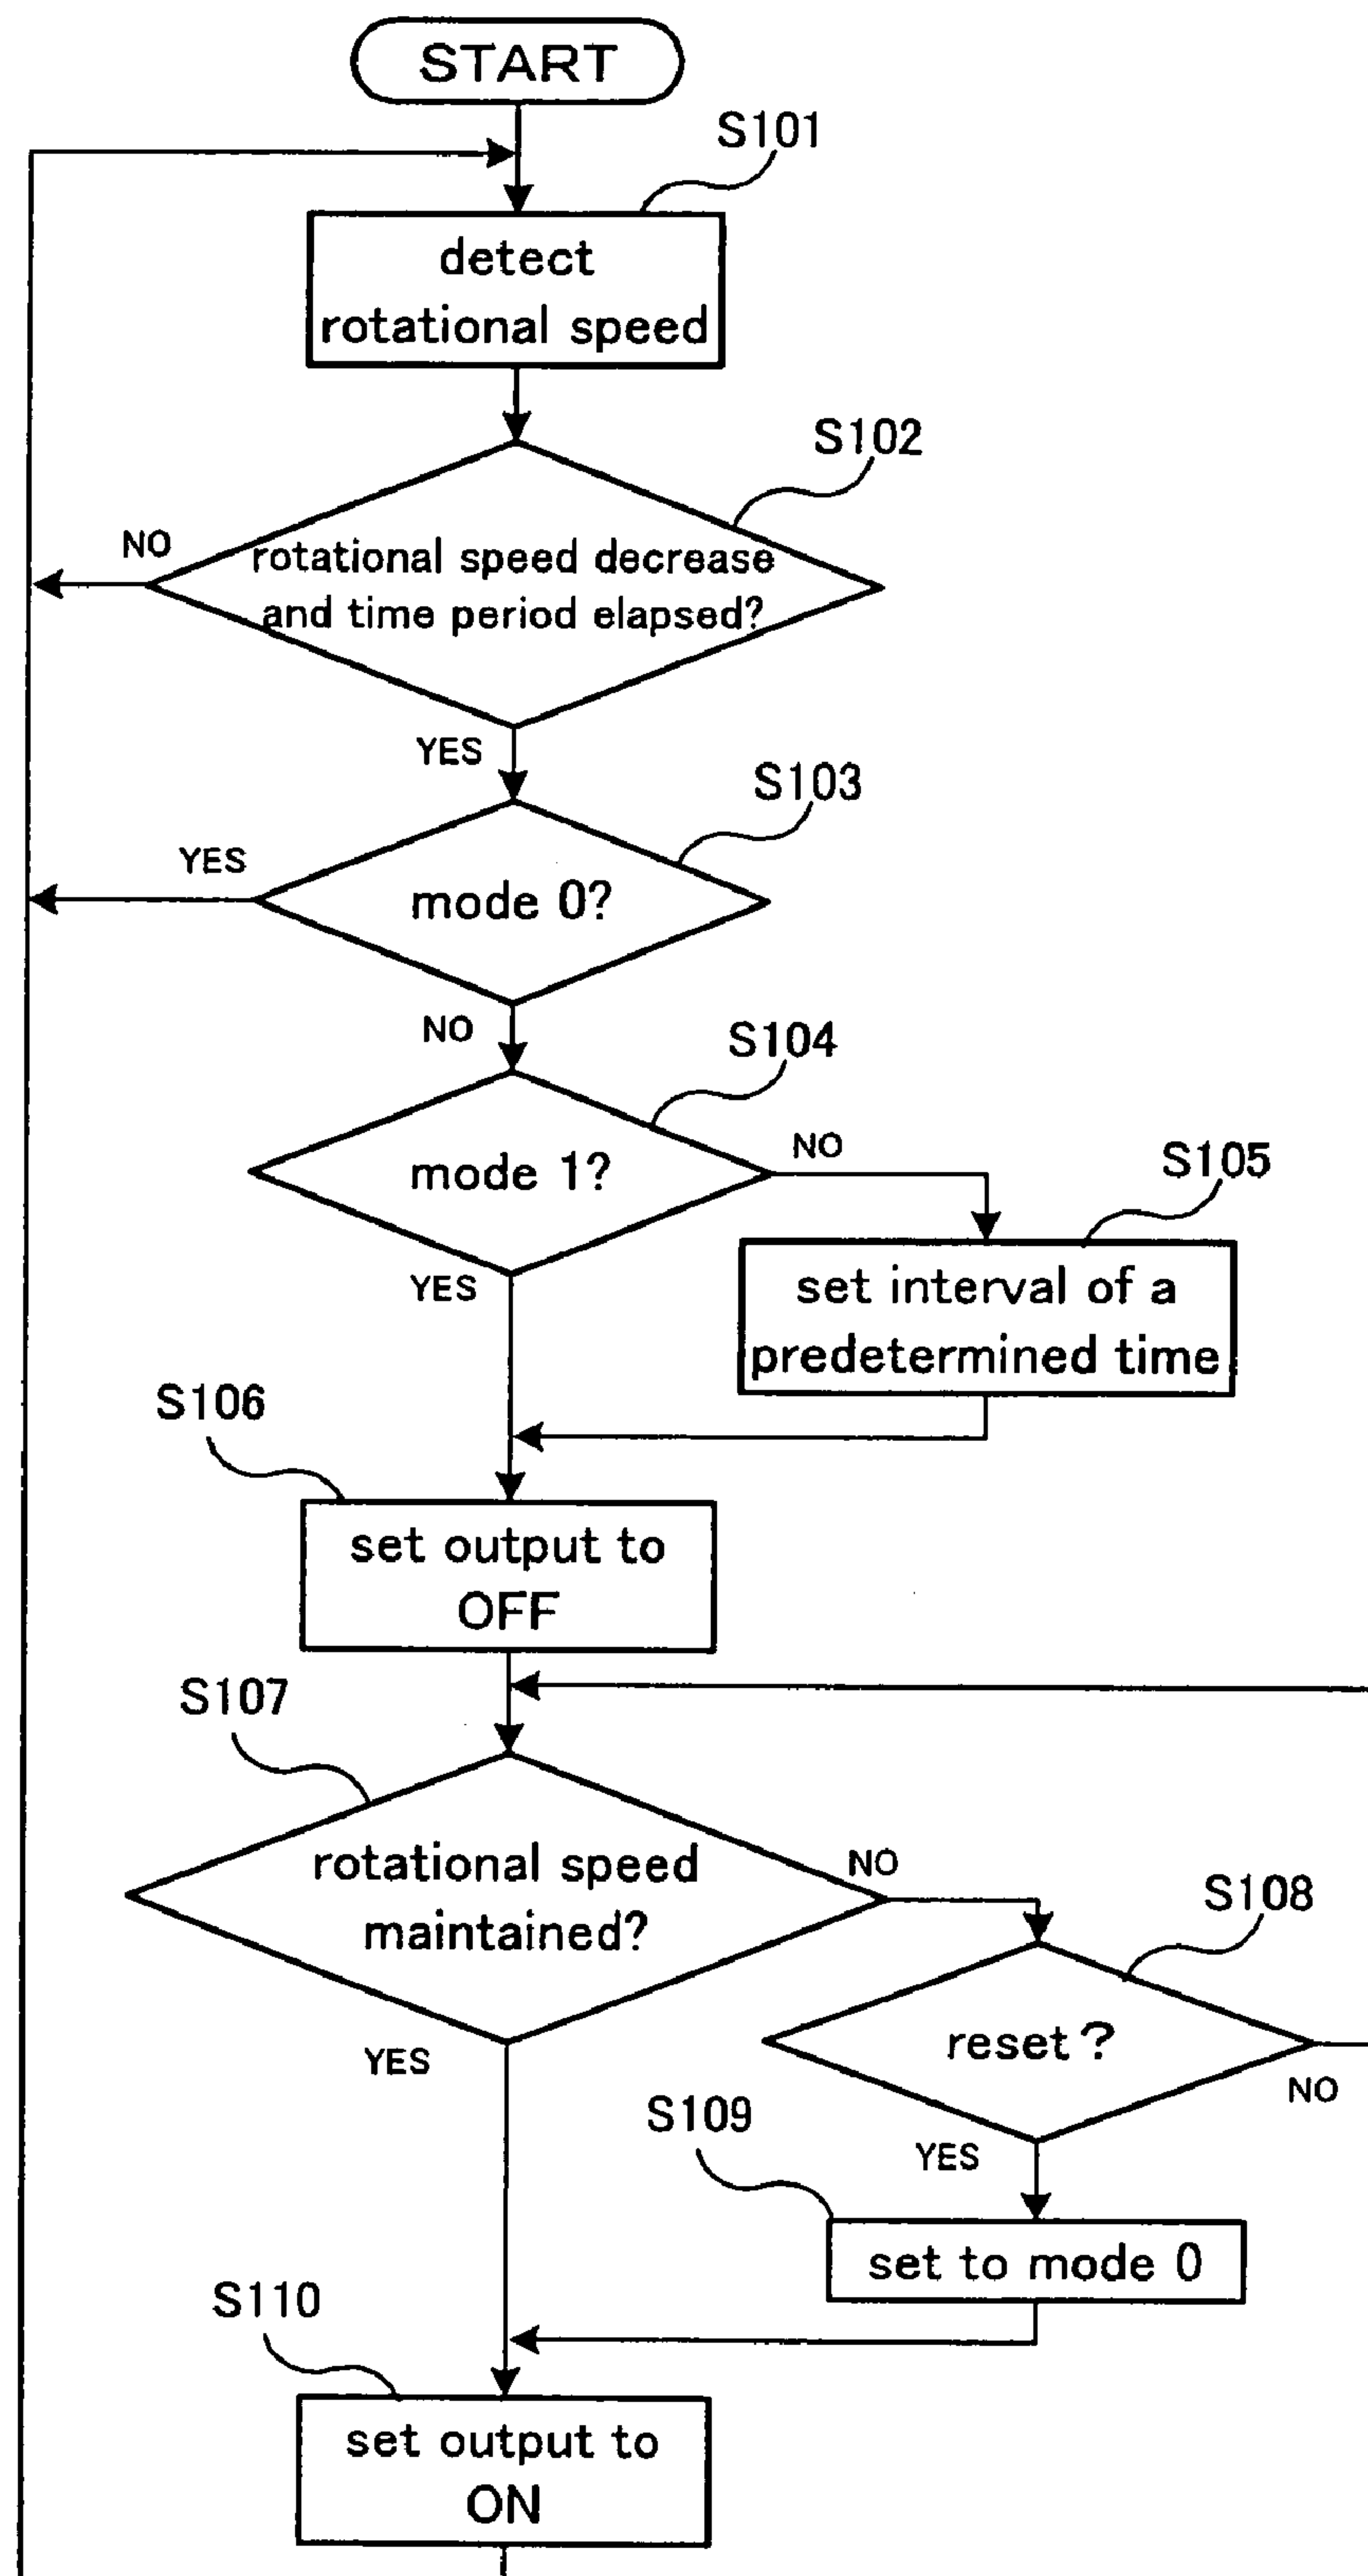 START
S101
detect
rotational speed
S102
NO
rotational speed decrease
and time period elapsed?
YES
S103
YES
mode 0?
NO
S104
mode 1?
NO
S105
YES
set interval of a
predetermined time
S106
set output to
OFF
S107
rotational speed
maintained?
NO
S108
YES
reset ?
NO
S109
YES
set to mode 0
S110
set output to
ON